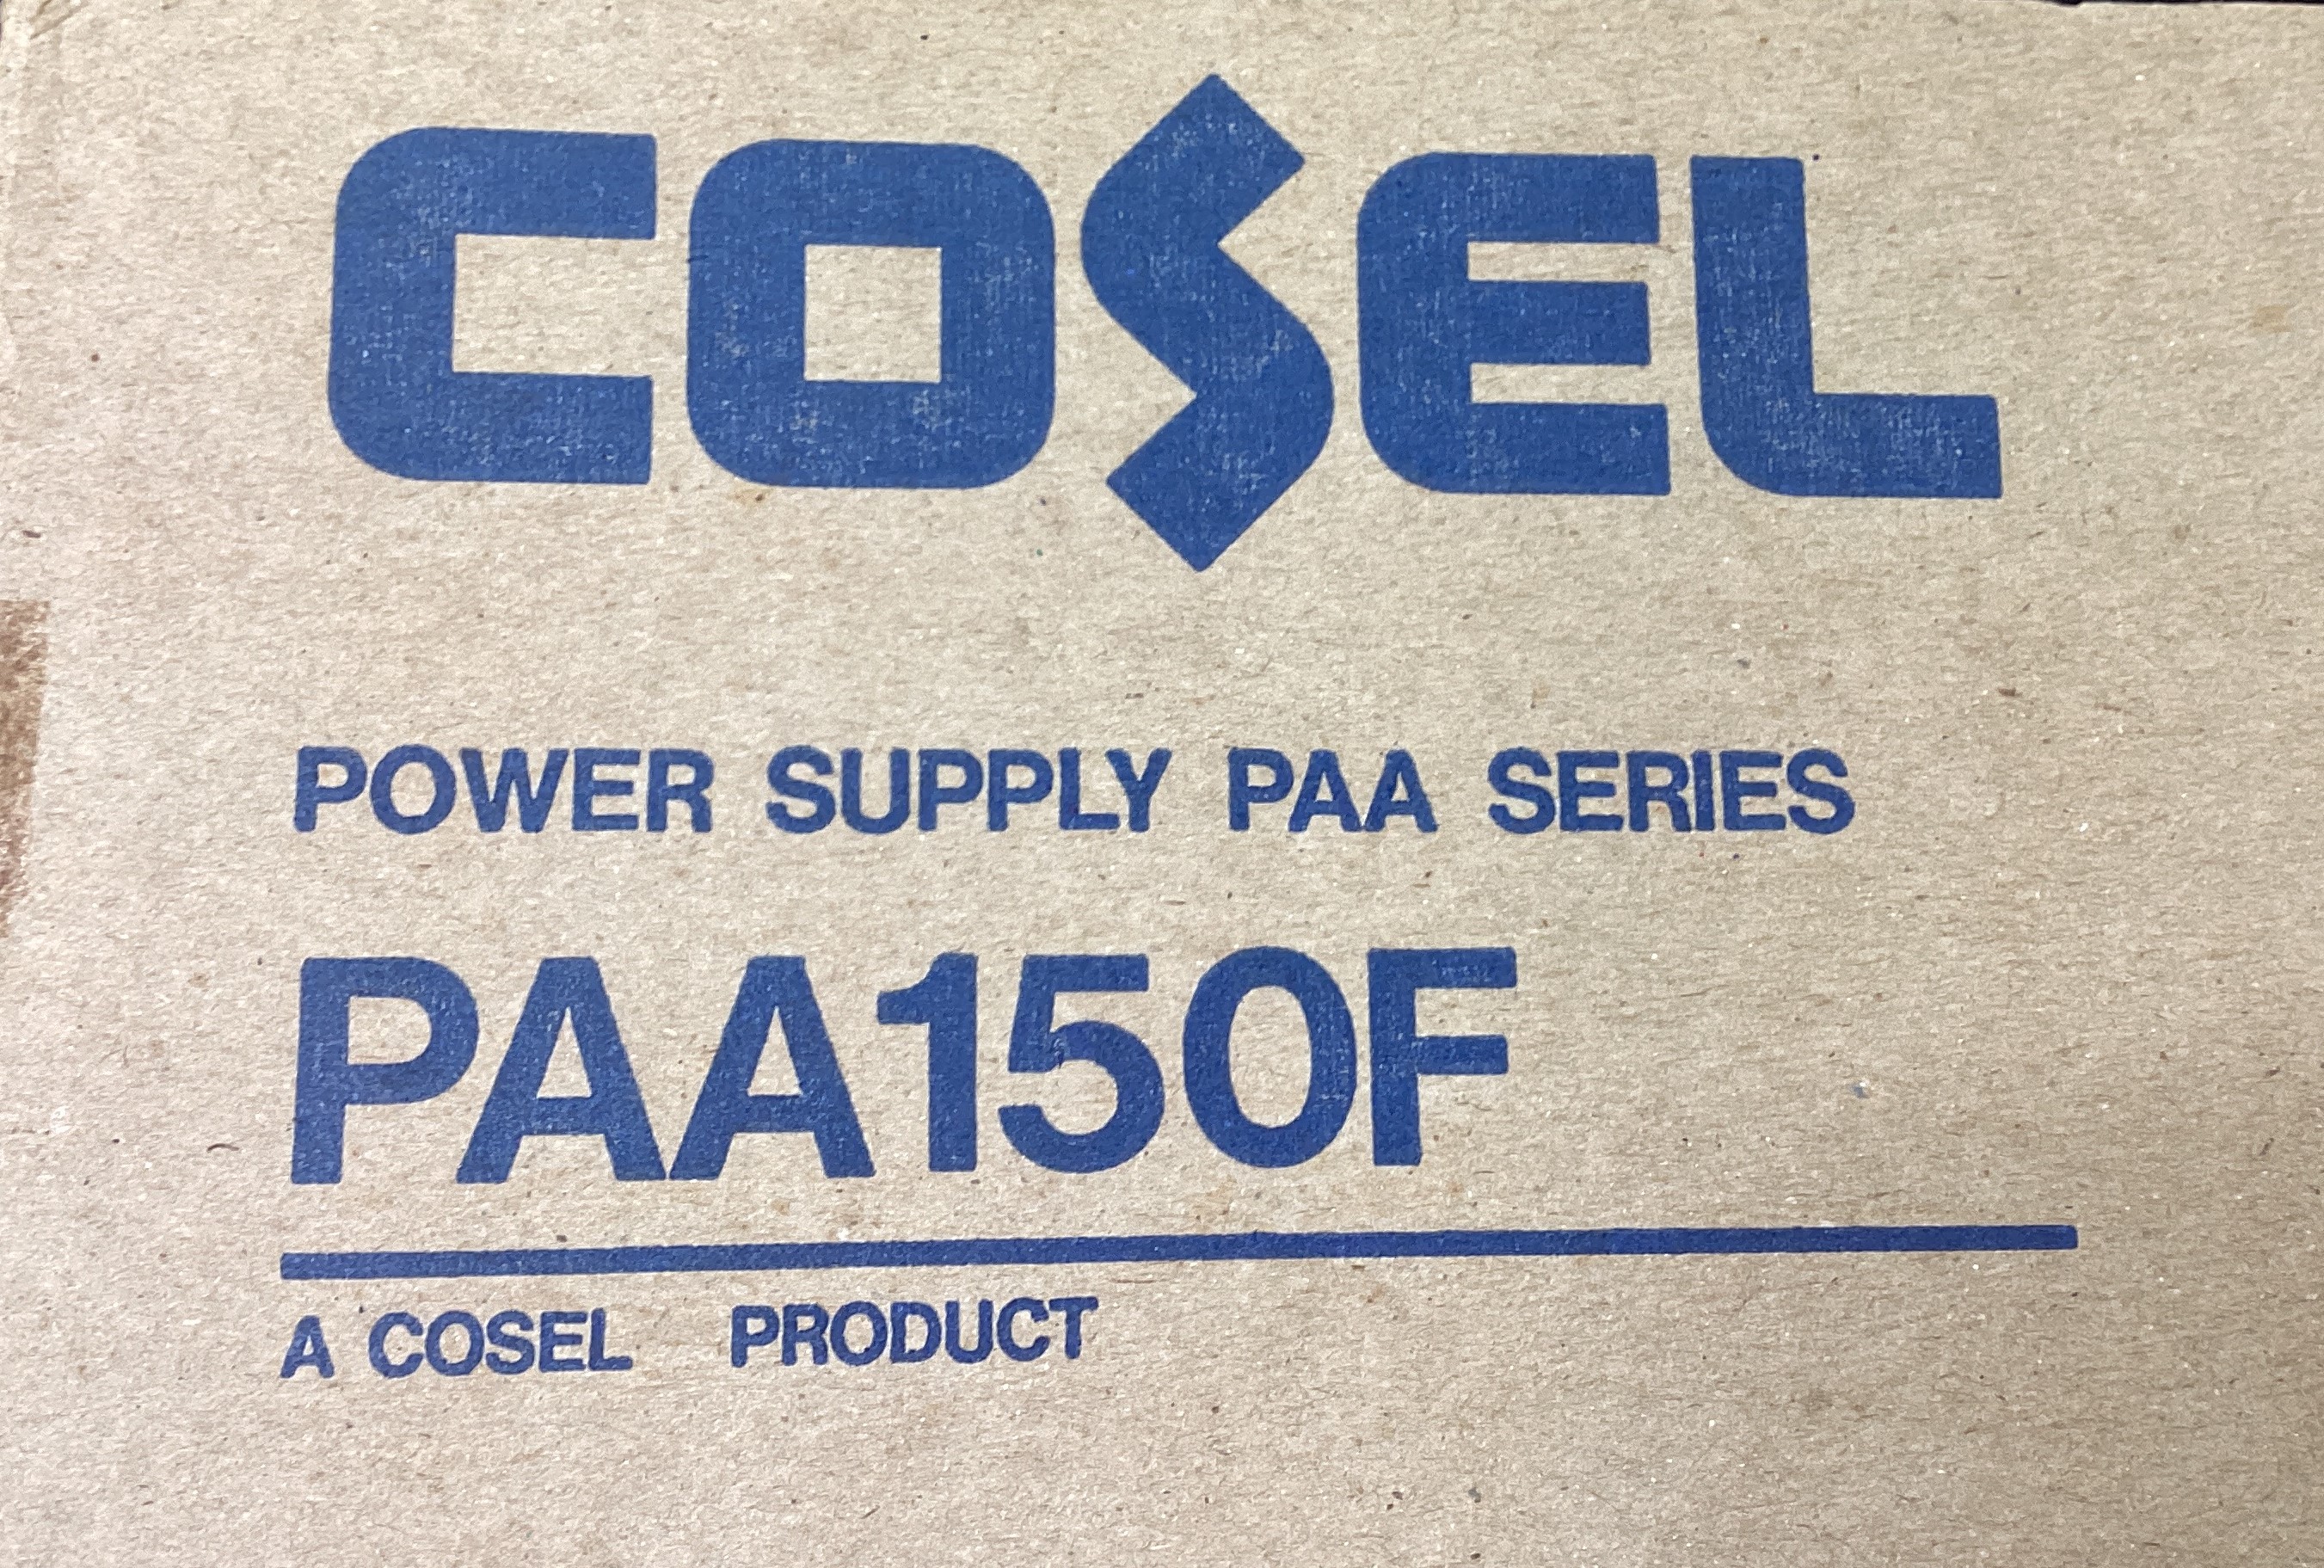 COSEL
POWER SUPPLY PAA SERIES
PAA150F
A COSEL PRODUCT